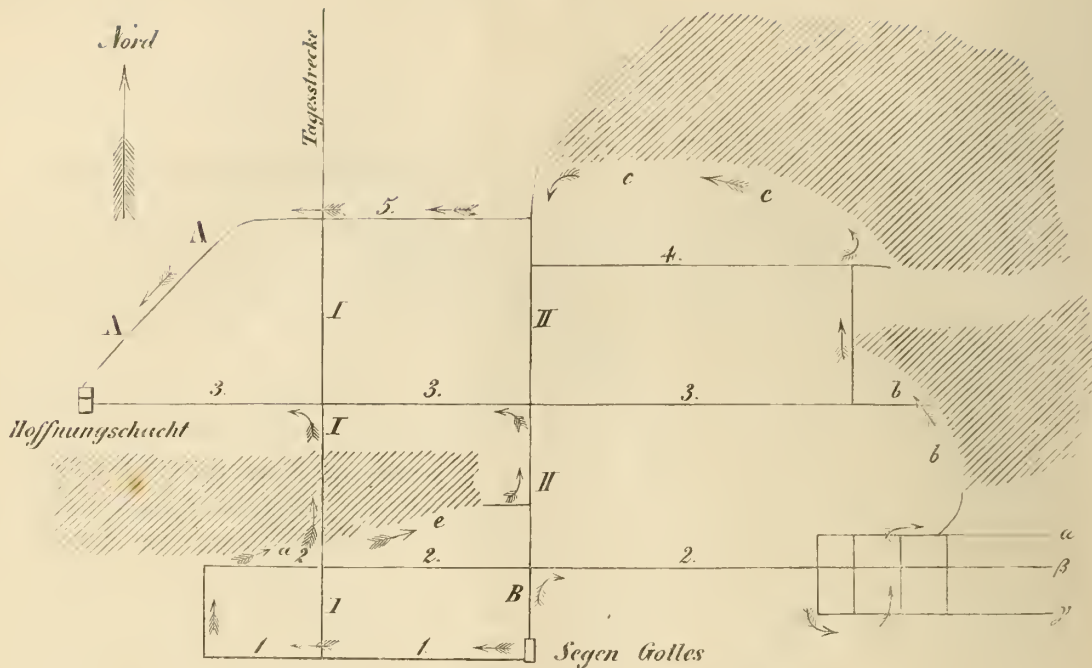 Nord
Tagesstrecke
c
c
5.
A
4.
A
I
II
3.
3.
3.
b
Hoffnungschacht
I
b
II
e
a
α
2
2.
2.
β
I
B
γ
1
1.
Segen Gottes